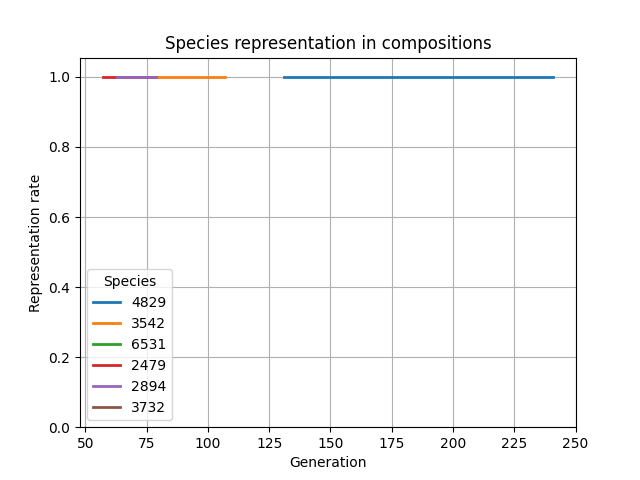 Species representation in compositions
1.0
0.8
0.6
0.4
0.2
0.0
Representation rate
Species
4829
3542
6531
2479
2894
3732
50 75 100 125 150 175 200 225 250
Generation